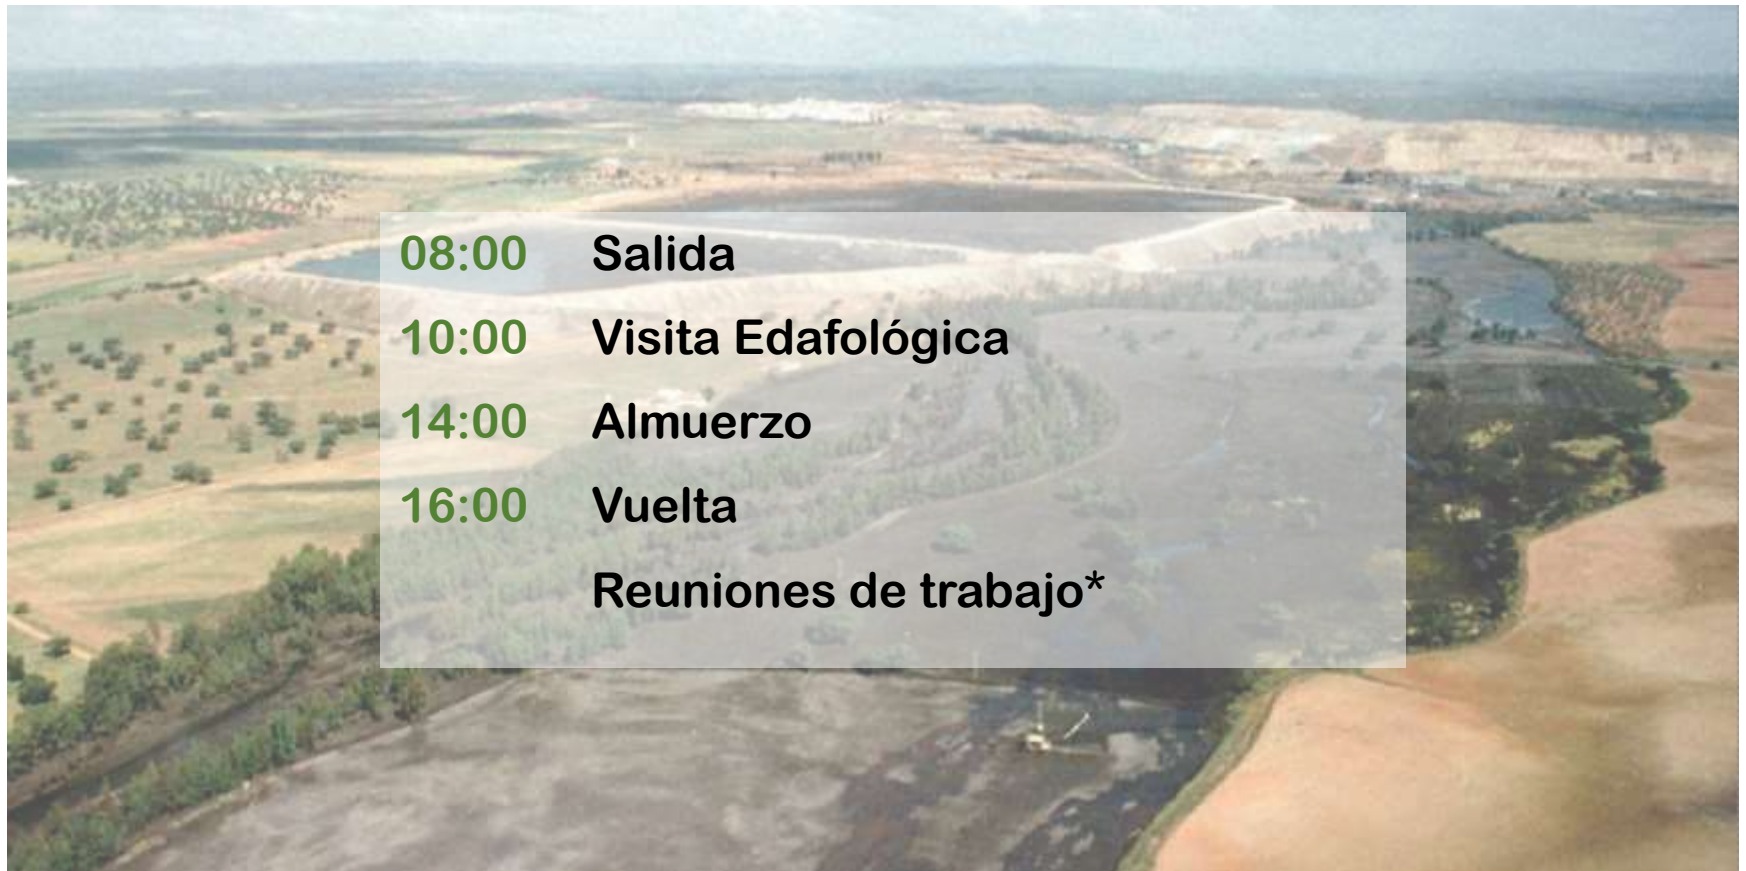 08:00 Salida
10:00 Visita Edafológica
14:00 Almuerzo
16:00 Vuelta
Reuniones de trabajo*